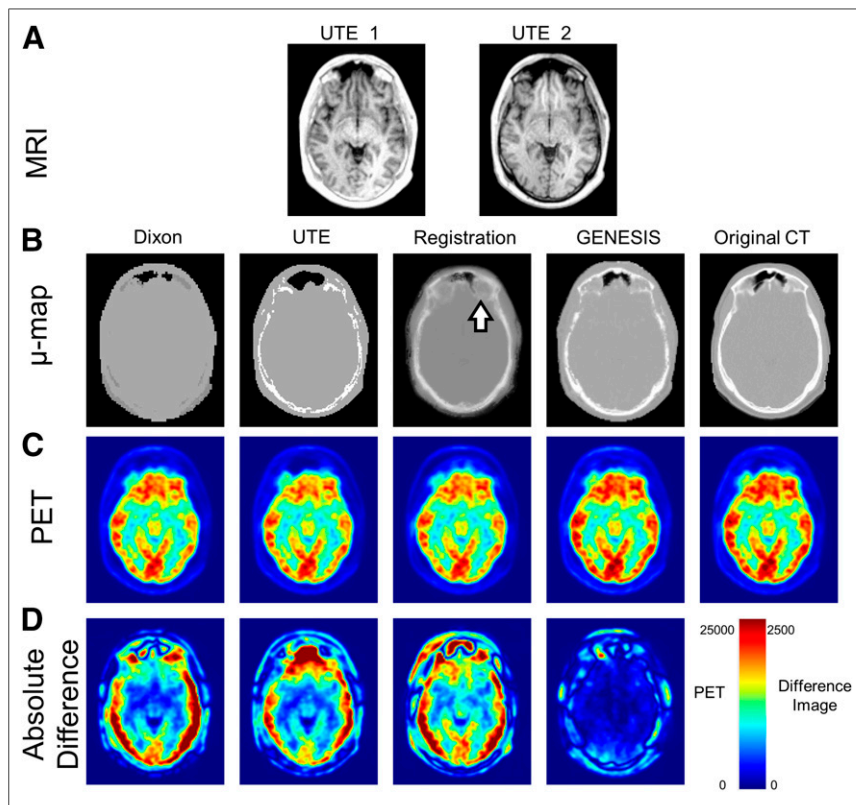 A
UTE 1
UTE 2
MRI
B
Dixon
UTE
Registration
GENESIS
Original CT
µ-map
C
PET
D
Absolute
Difference
25000
2500
PET
Difference
Image
0
0